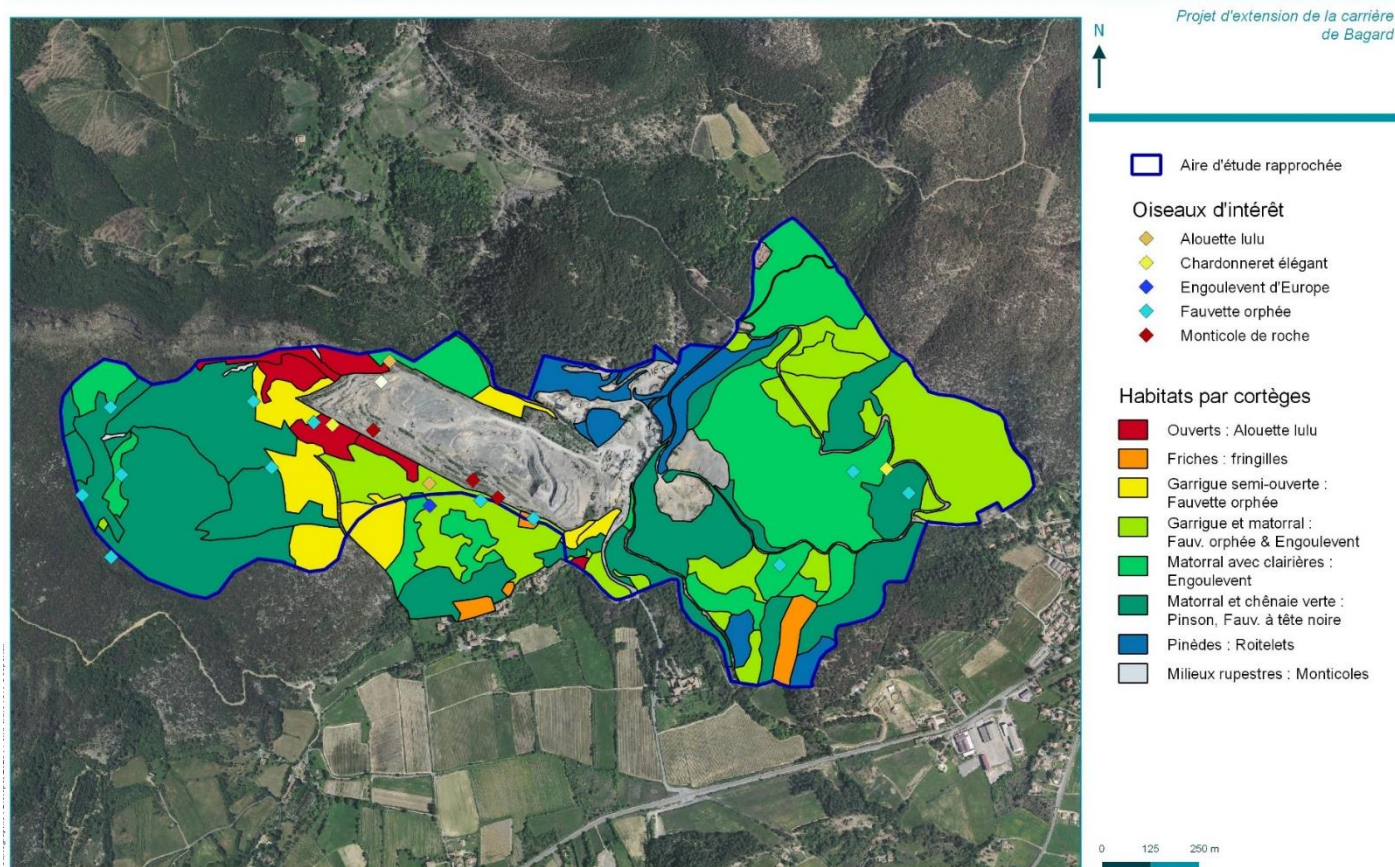 Projet d'extension de la carrière
de Bagard
N
Aire d'étude rapprochée
Oiseaux d'intérêt
Alouette lulu
Chardonneret élégant
Engoulevent d'Europe
Fauvette orphée
Monticole de roche
Habitats par cortèges
Ouverts : Alouette lulu
Friches : fringilles
Garrigue semi-ouverte :
Fauvette orphée
Garrigue et matorral :
Fauv. orphée & Engoulevent
Matorral avec clairières :
Engoulevent
Matorral et chênaie verte :
Pinson, Fauv. à tête noire
Pinèdes : Roitelets
Milieux rupestres : Monticoles
0 125 250 m